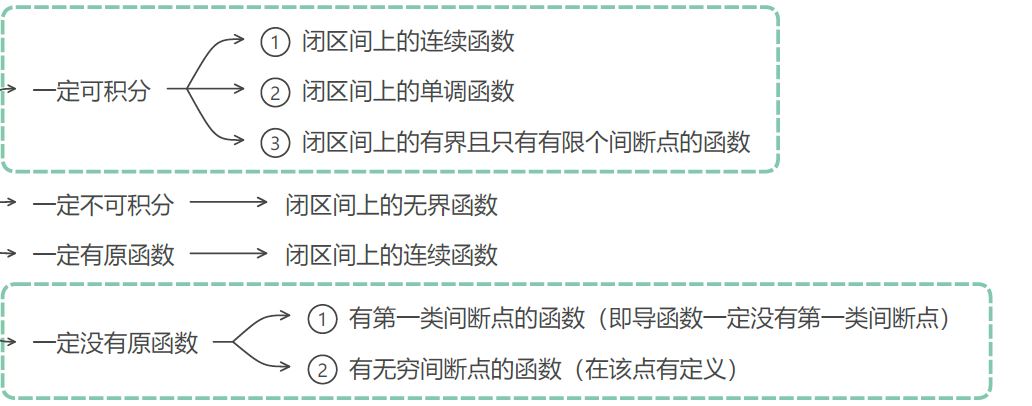 ① 闭区间上的连续函数
一定可积分
② 闭区间上的单调函数
③ 闭区间上的有界且只有有限个间断点的函数
一定不可积分
闭区间上的无界函数
一定有原函数
闭区间上的连续函数
① 有第一类间断点的函数（即导函数一定没有第一类间断点）
一定没有原函数
② 有无穷间断点的函数（在该点有定义）